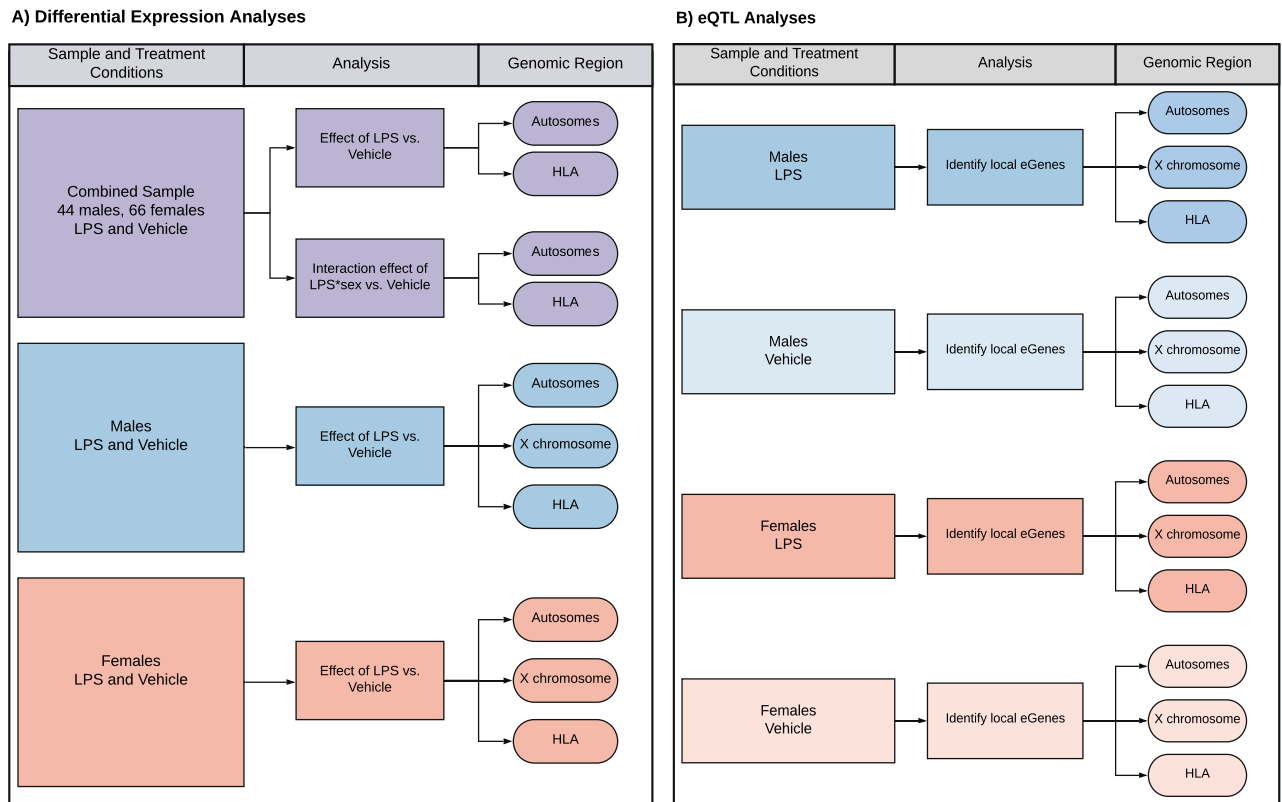 A) Differential Expression Analyses
Sample and Treatment
Conditions
Analysis
Genomic Region
Combined Sample
44 males, 66 females
LPS and Vehicle
Effect of LPS vs.
Vehicle
Autosomes
HLA
Interaction effect of
LPS*sex vs. Vehicle
Autosomes
HLA
Males
LPS and Vehicle
Effect of LPS vs.
Vehicle
Autosomes
X chromosome
HLA
Females
LPS and Vehicle
Effect of LPS vs.
Vehicle
Autosomes
X chromosome
HLA
B) eQTL Analyses
Sample and Treatment
Conditions
Analysis
Genomic Region
Males
LPS
Identify local eGenes
Autosomes
X chromosome
HLA
Males
Vehicle
Identify local eGenes
Autosomes
X chromosome
HLA
Females
LPS
Identify local eGenes
Autosomes
X chromosome
HLA
Females
Vehicle
Identify local eGenes
Autosomes
X chromosome
HLA